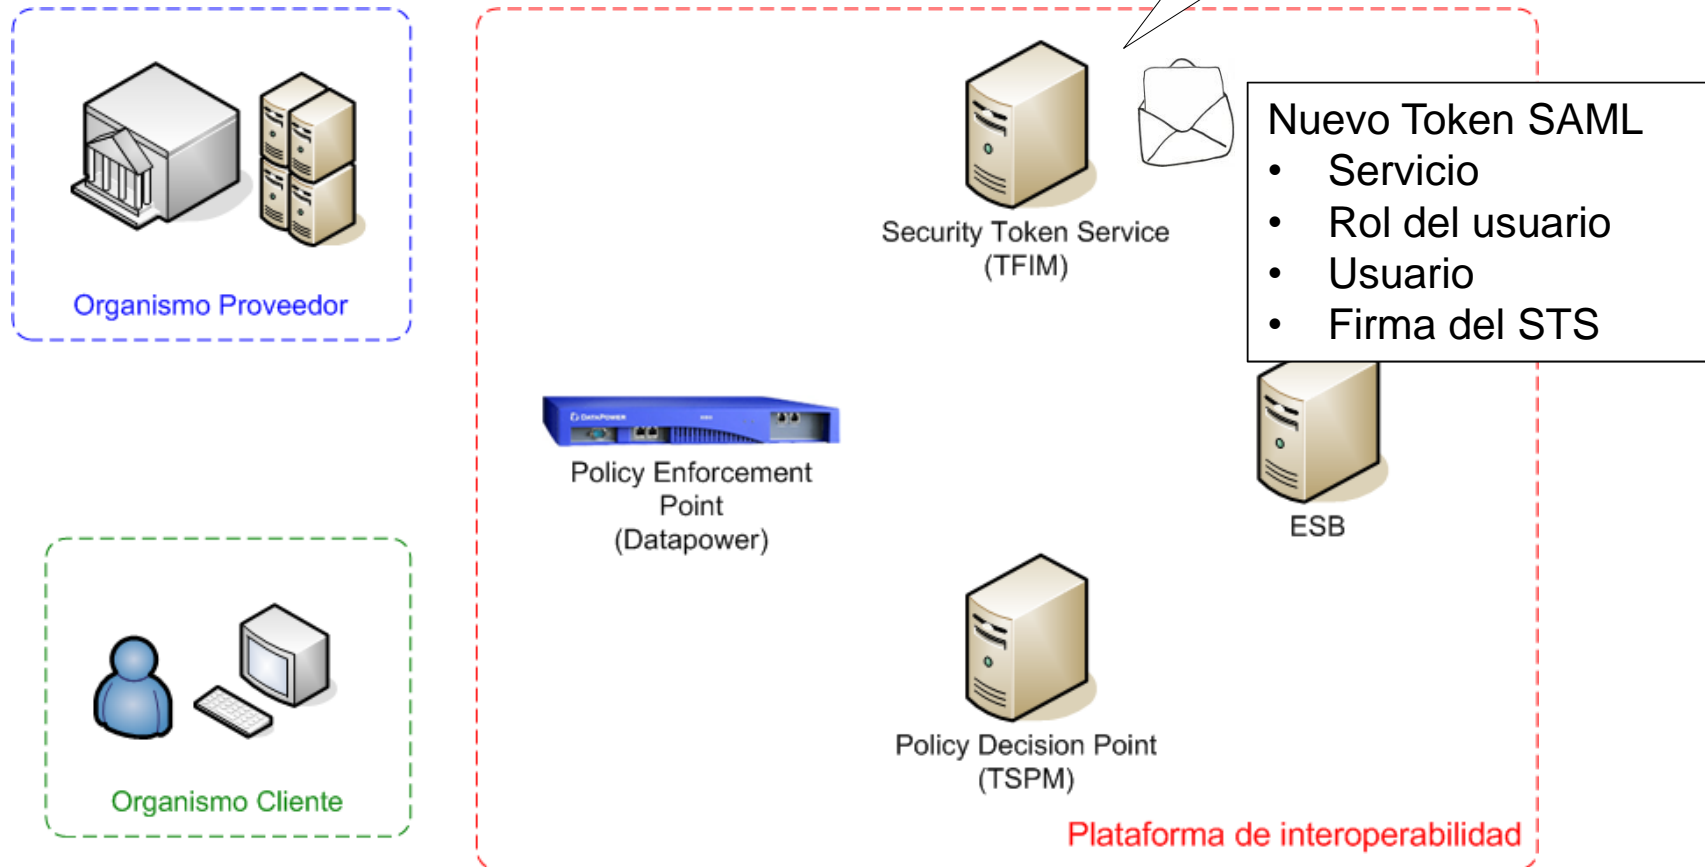 Organismo Proveedor
Security Token Service
(TFIM)
Nuevo Token SAML
• Servicio
• Rol del usuario
• Usuario
• Firma del STS
DATAPOWER
Policy Enforcement
Point
(Datapower)
ESB
Organismo Cliente
Policy Decision Point
(TSPM)
Plataforma de interoperabilidad